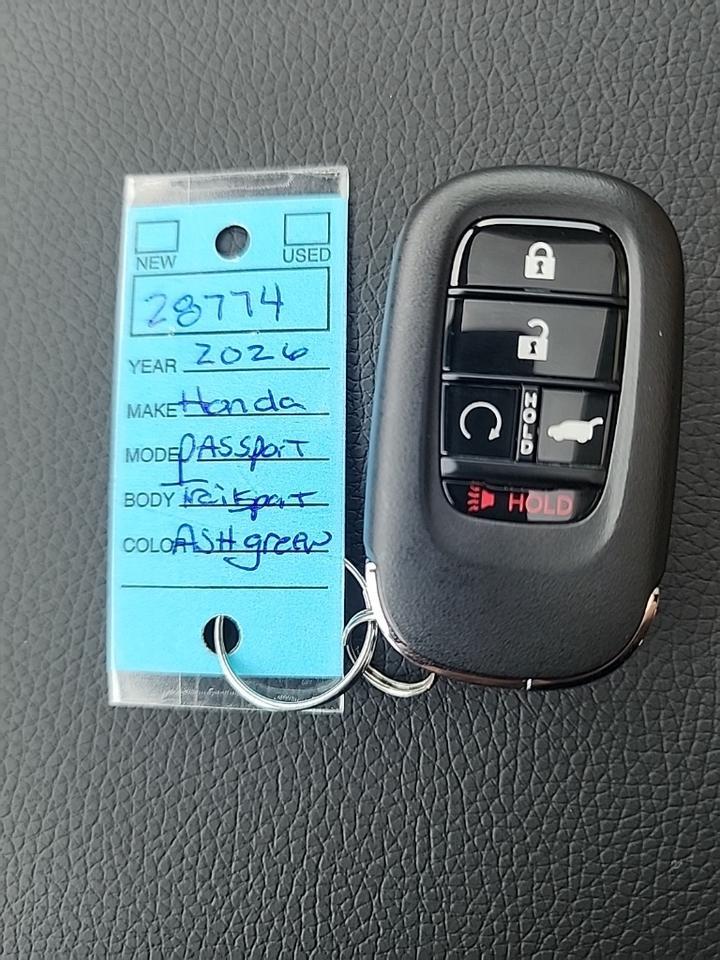 NEW USED
28774
YEAR 2026
MAKE Honda
MODEL PASSPORT
BODY Trailsport
COLOR ASH green
HOLD
HOLD